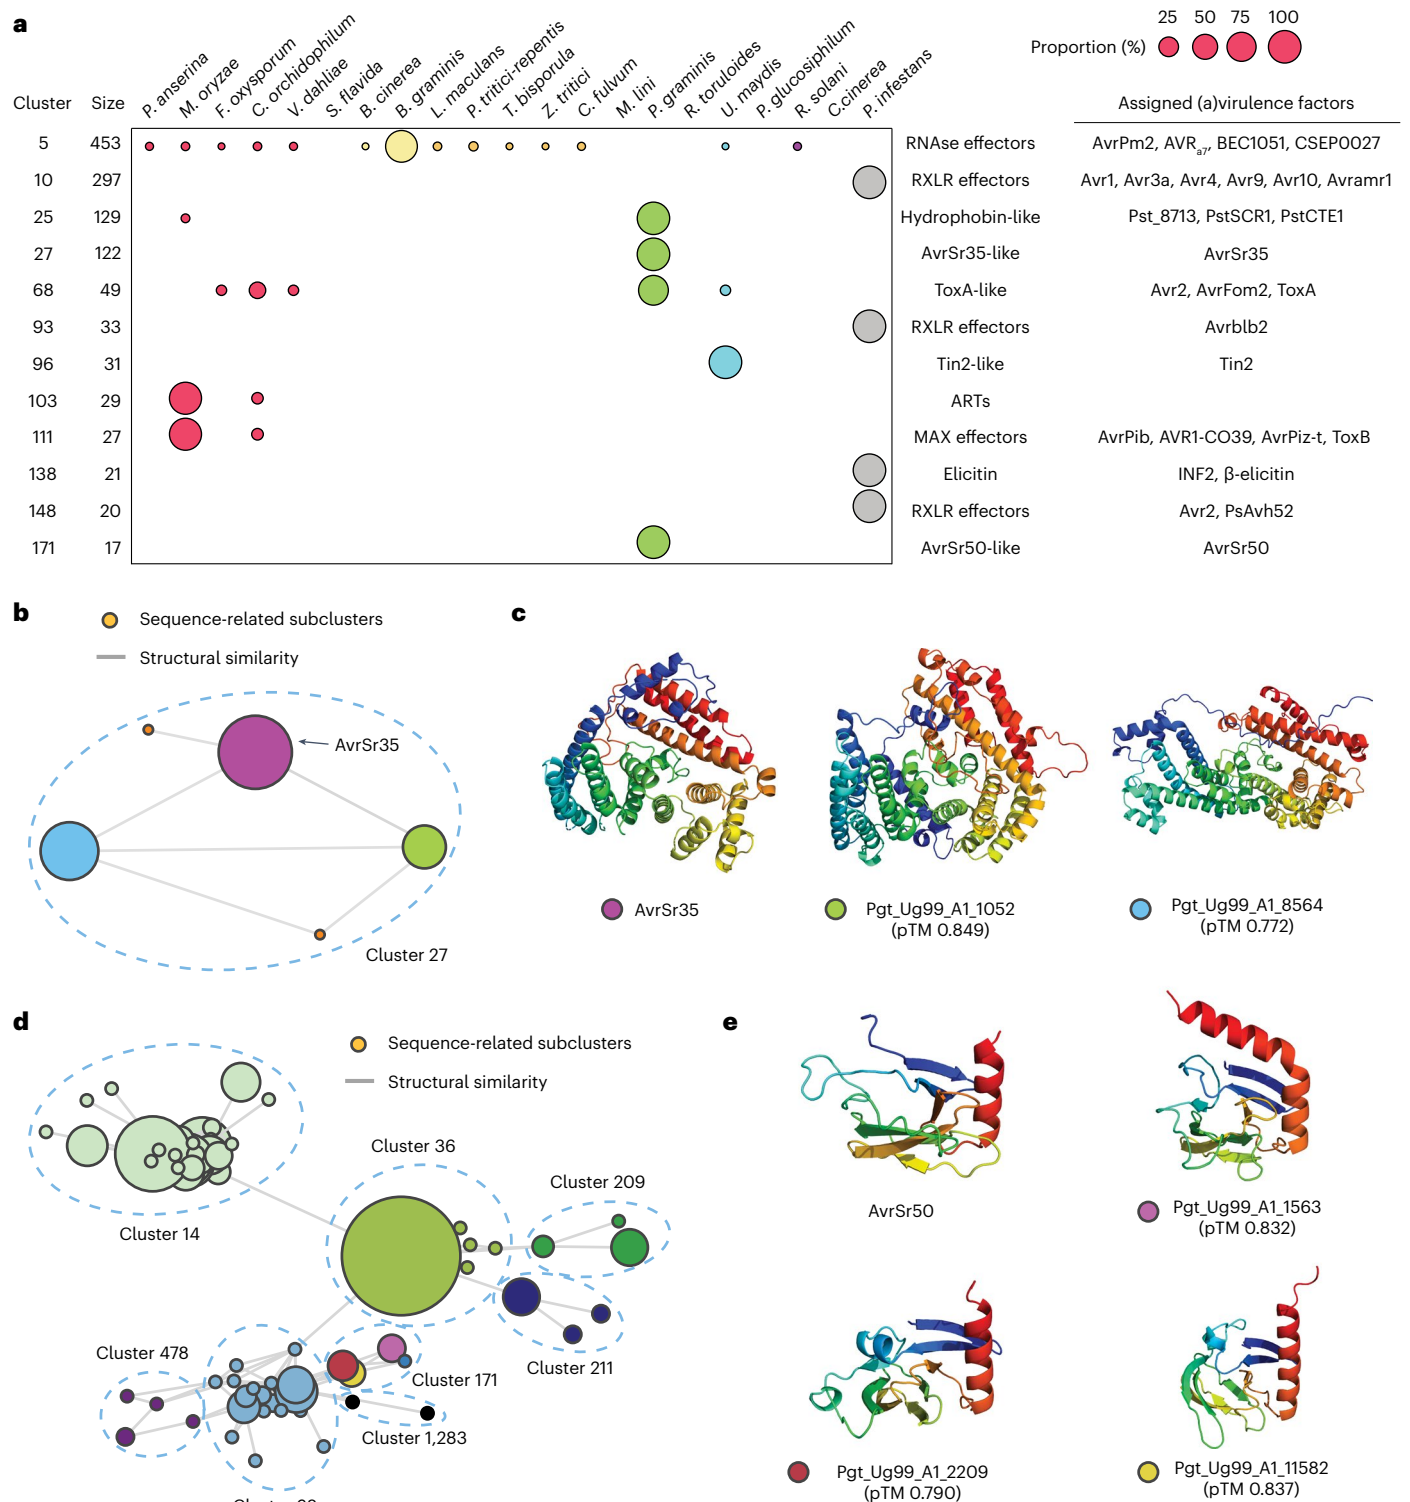 a
25 50 75 100
Proportion (%)
P. anserina
M. oryzae
F. oxysporum
C. orchidophilum
V. dahliae
S. flavida
B. cinerea
B. graminis
L. maculans
P. tritici-repentis
T. bisporula
Z. tritici
C. fulvum
M. lini
P. graminis
R. toruloides
U. maydis
P. glucosiphilum
R. solani
C.cinerea
P. infestans
Cluster Size Assigned (a)virulence factors
5 453 RNAse effectors AvrPm2, AVRa7, BEC1051, CSEP0027
10 297 RXLR effectors Avr1, Avr3a, Avr4, Avr9, Avr10, Avramr1
25 129 Hydrophobin-like Pst_8713, PstSCR1, PstCTE1
27 122 AvrSr35-like AvrSr35
68 49 ToxA-like Avr2, AvrFom2, ToxA
93 33 RXLR effectors Avrblb2
96 31 Tin2-like Tin2
103 29 ARTs
111 27 MAX effectors AvrPib, AVR1-CO39, AvrPiz-t, ToxB
138 21 Elicitin INF2, β-elicitin
148 20 RXLR effectors Avr2, PsAvh52
171 17 AvrSr50-like AvrSr50
b
Sequence-related subclusters
Structural similarity
AvrSr35
Cluster 27
c
AvrSr35
Pgt_Ug99_A1_1052
(pTM 0.849)
Pgt_Ug99_A1_8564
(pTM 0.772)
d
Sequence-related subclusters
Structural similarity
Cluster 14
Cluster 36
Cluster 209
Cluster 211
Cluster 478
Cluster 171
Cluster 1,283
e
AvrSr50
Pgt_Ug99_A1_1563
(pTM 0.832)
Pgt_Ug99_A1_2209
(pTM 0.790)
Pgt_Ug99_A1_11582
(pTM 0.837)